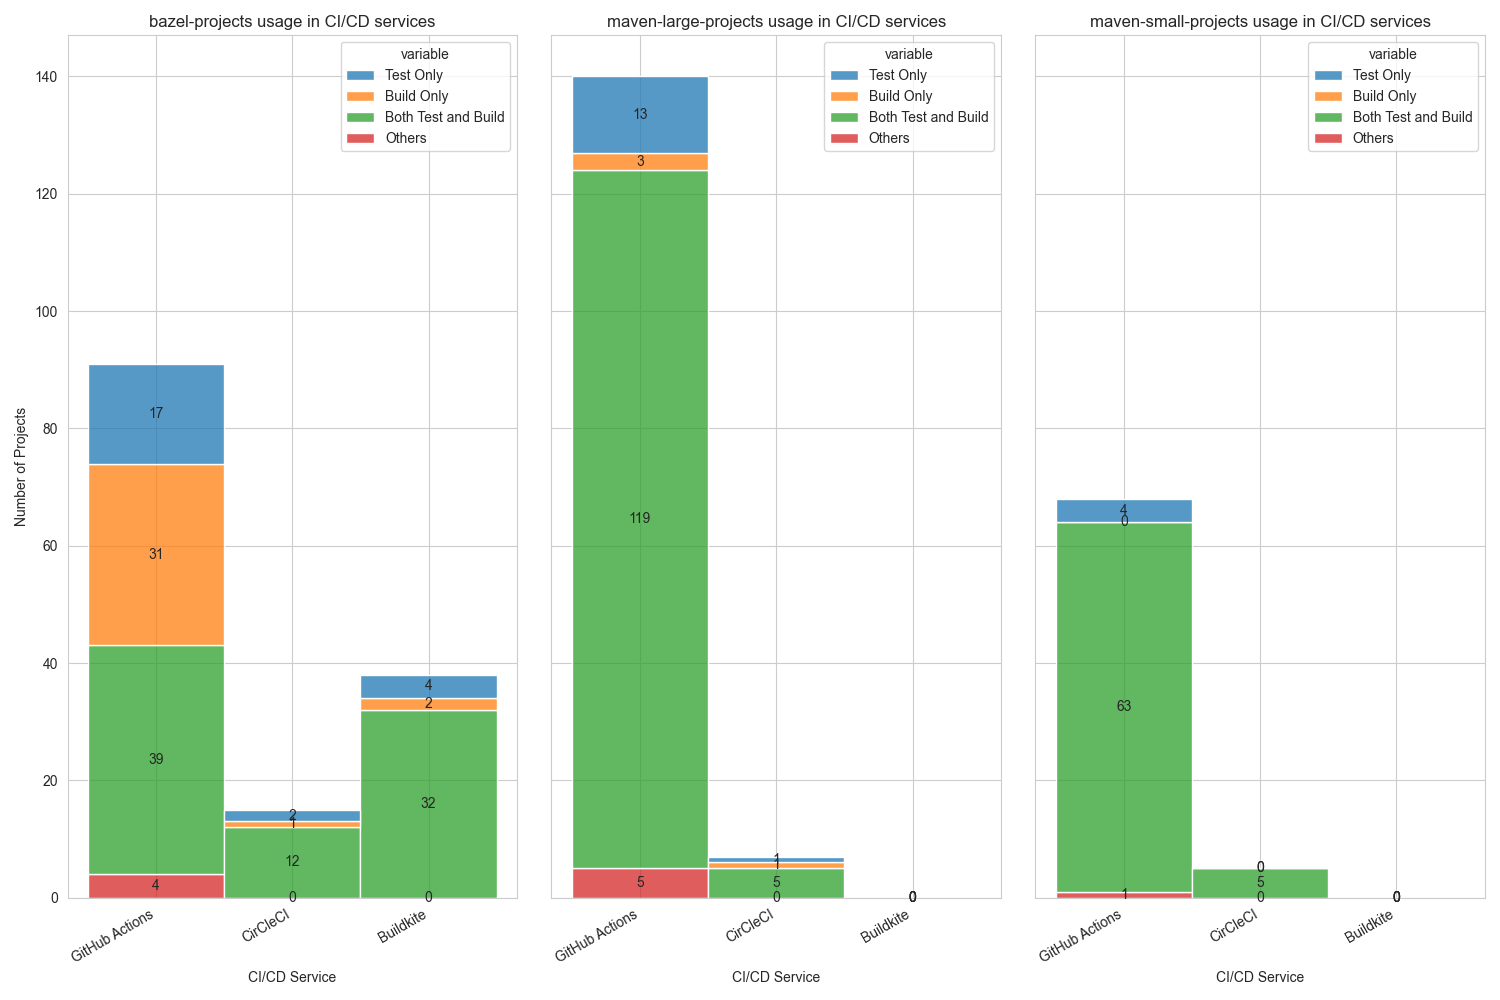 bazel-projects usage in CI/CD services
variable
Test Only
Build Only
Both Test and Build
Others
Number of Projects
140
120
100
80
60
40
20
0
17
31
39
4
2
1
12
0
4
2
32
0
GitHub Actions
CirCleCI
Buildkite
CI/CD Service
maven-large-projects usage in CI/CD services
variable
Test Only
Build Only
Both Test and Build
Others
13
3
119
5
1
1
5
0
0
GitHub Actions
CirCleCI
Buildkite
CI/CD Service
maven-small-projects usage in CI/CD services
variable
Test Only
Build Only
Both Test and Build
Others
4
0
63
1
0
0
5
0
0
GitHub Actions
CirCleCI
Buildkite
CI/CD Service